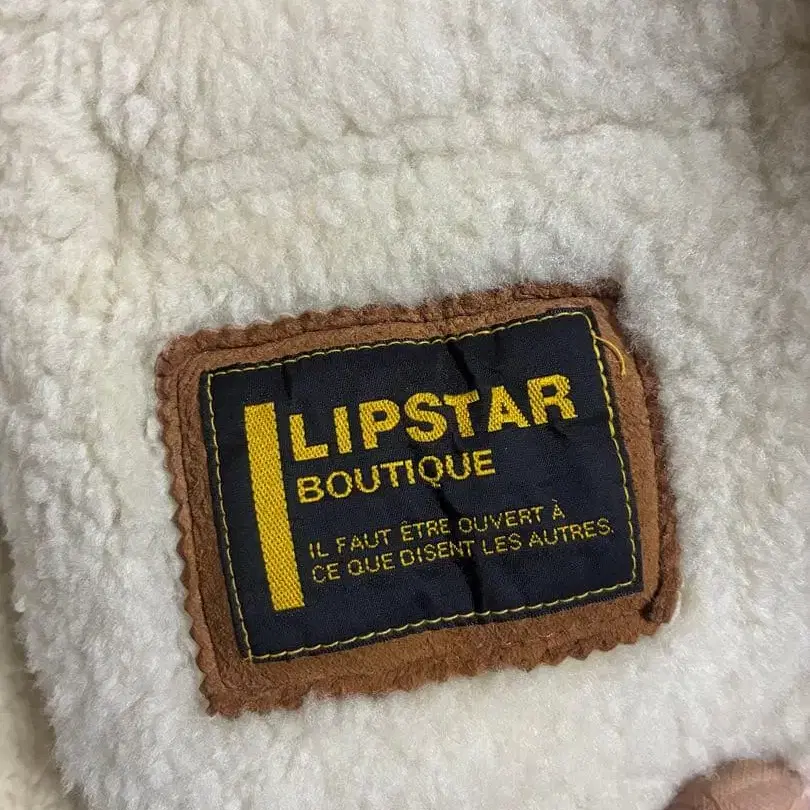 LIPSTAR
BOUTIQUE
IL FAUT ÊTRE OUVERT À
CE QUE DISENT LES AUTRES.